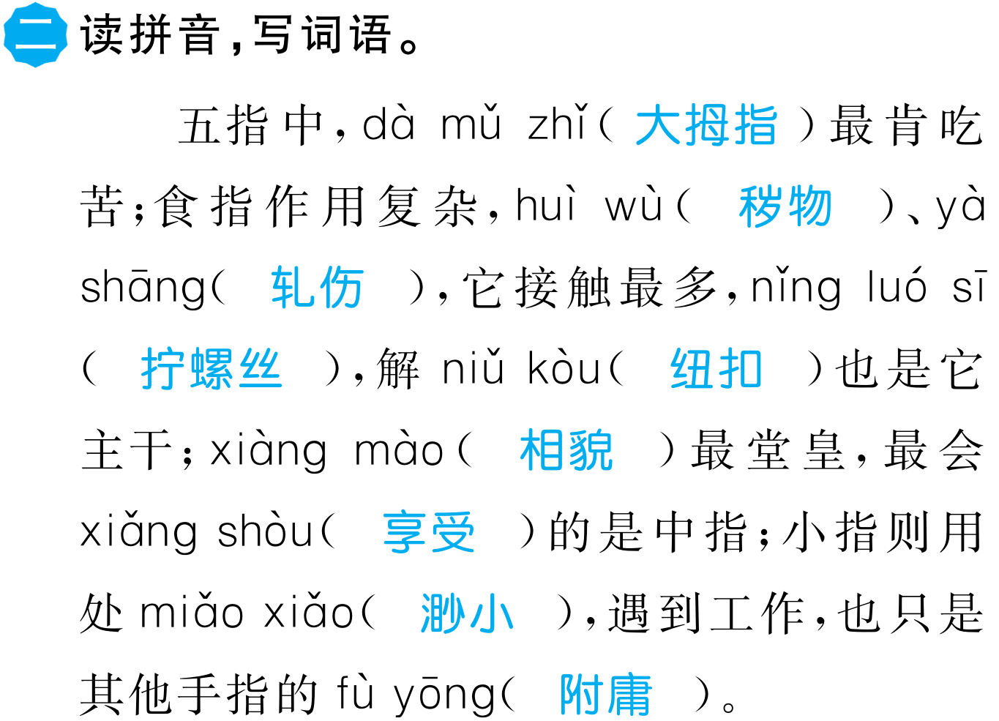 二 读拼音,写词语。
五指中,dà mǔ zhǐ( 大拇指 )最肯吃
苦;食指作用复杂,huì wù( 秽物 )、yà
shāng( 轧伤 ),它接触最多,nǐng luó sī
( 拧螺丝 ),解 niǔ kòu( 纽扣 )也是它
主干;xiàng mào( 相貌 )最堂皇,最会
xiǎng shòu( 享受 )的是中指;小指则用
处 miǎo xiǎo( 渺小 ),遇到工作,也只是
其他手指的 fù yōng( 附庸 )。